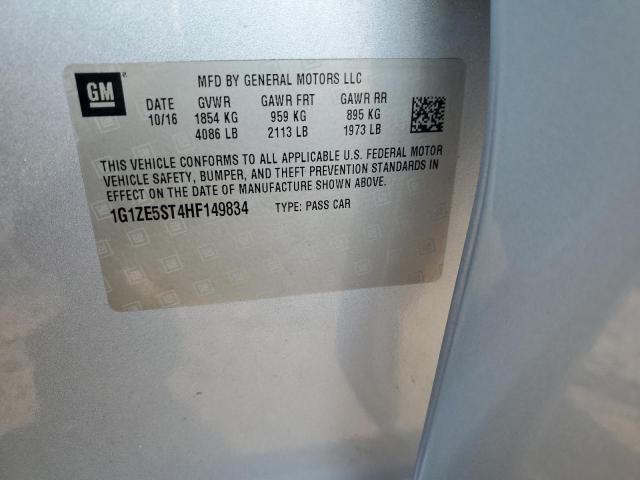 GM
MFD BY GENERAL MOTORS LLC
DATE GVWR GAWR FRT GAWR RR
10/16 1854 KG 959 KG 895 KG
4086 LB 2113 LB 1973 LB
THIS VEHICLE CONFORMS TO ALL APPLICABLE U.S. FEDERAL MOTOR
VEHICLE SAFETY, BUMPER, AND THEFT PREVENTION STANDARDS IN
EFFECT ON THE DATE OF MANUFACTURE SHOWN ABOVE.
1G1ZE5ST4HF149834 TYPE: PASS CAR